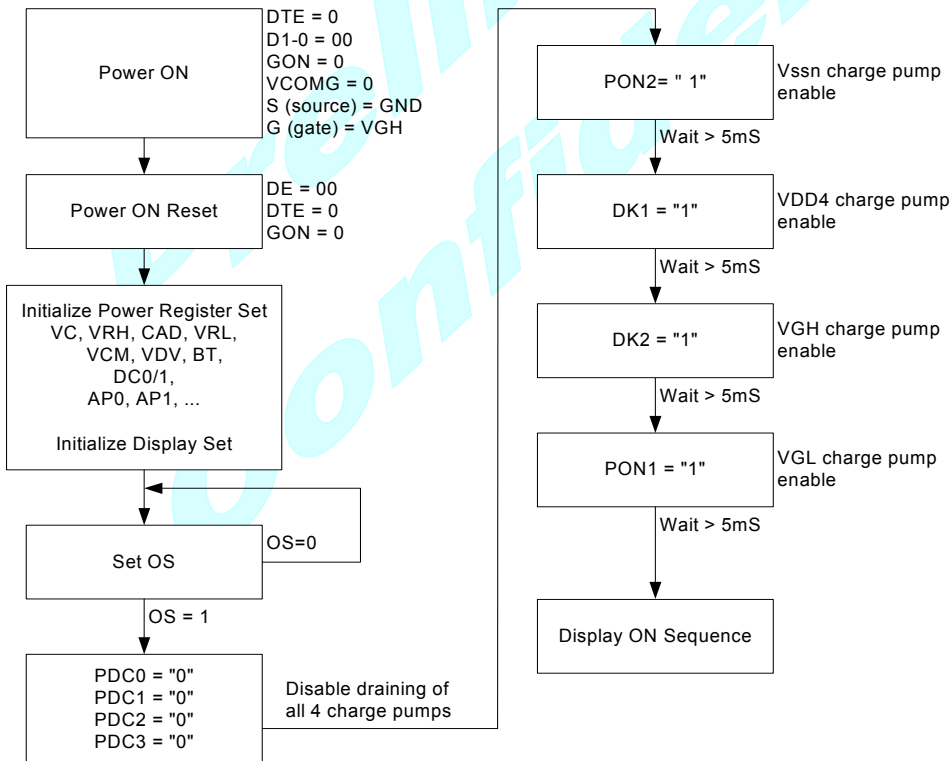 Power ON
DTE = 0
D1-0 = 00
GON = 0
VCOMG = 0
S (source) = GND
G (gate) = VGH
Power ON Reset
DE = 00
DTE = 0
GON = 0
Initialize Power Register Set
VC, VRH, CAD, VRL,
VCM, VDV, BT,
DC0/1,
AP0, AP1, ...
Initialize Display Set
Set OS
OS=0
OS = 1
PDC0 = "0"
PDC1 = "0"
PDC2 = "0"
PDC3 = "0"
Disable draining of
all 4 charge pumps
PON2= " 1"
Vssn charge pump
enable
Wait > 5mS
DK1 = "1"
VDD4 charge pump
enable
Wait > 5mS
DK2 = "1"
VGH charge pump
enable
Wait > 5mS
PON1 = "1"
VGL charge pump
enable
Wait > 5mS
Display ON Sequence